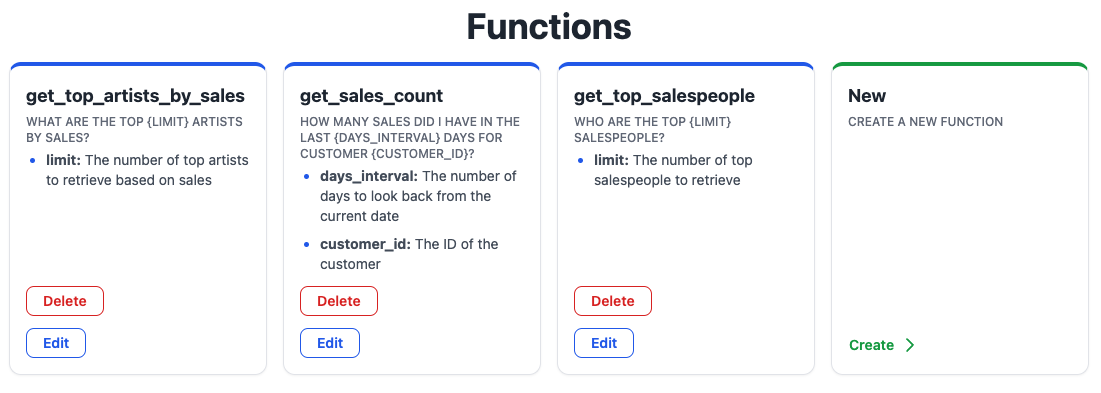 Functions
get_top_artists_by_sales
WHAT ARE THE TOP {LIMIT} ARTISTS
BY SALES?
limit: The number of top artists
to retrieve based on sales
Delete
Edit
get_sales_count
HOW MANY SALES DID I HAVE IN THE
LAST {DAYS_INTERVAL} DAYS FOR
CUSTOMER {CUSTOMER_ID}?
days_interval: The number of
days to look back from the
current date
customer_id: The ID of the
customer
Delete
Edit
get_top_salespeople
WHO ARE THE TOP {LIMIT}
SALESPEOPLE?
limit: The number of top
salespeople to retrieve
Delete
Edit
New
CREATE A NEW FUNCTION
Create